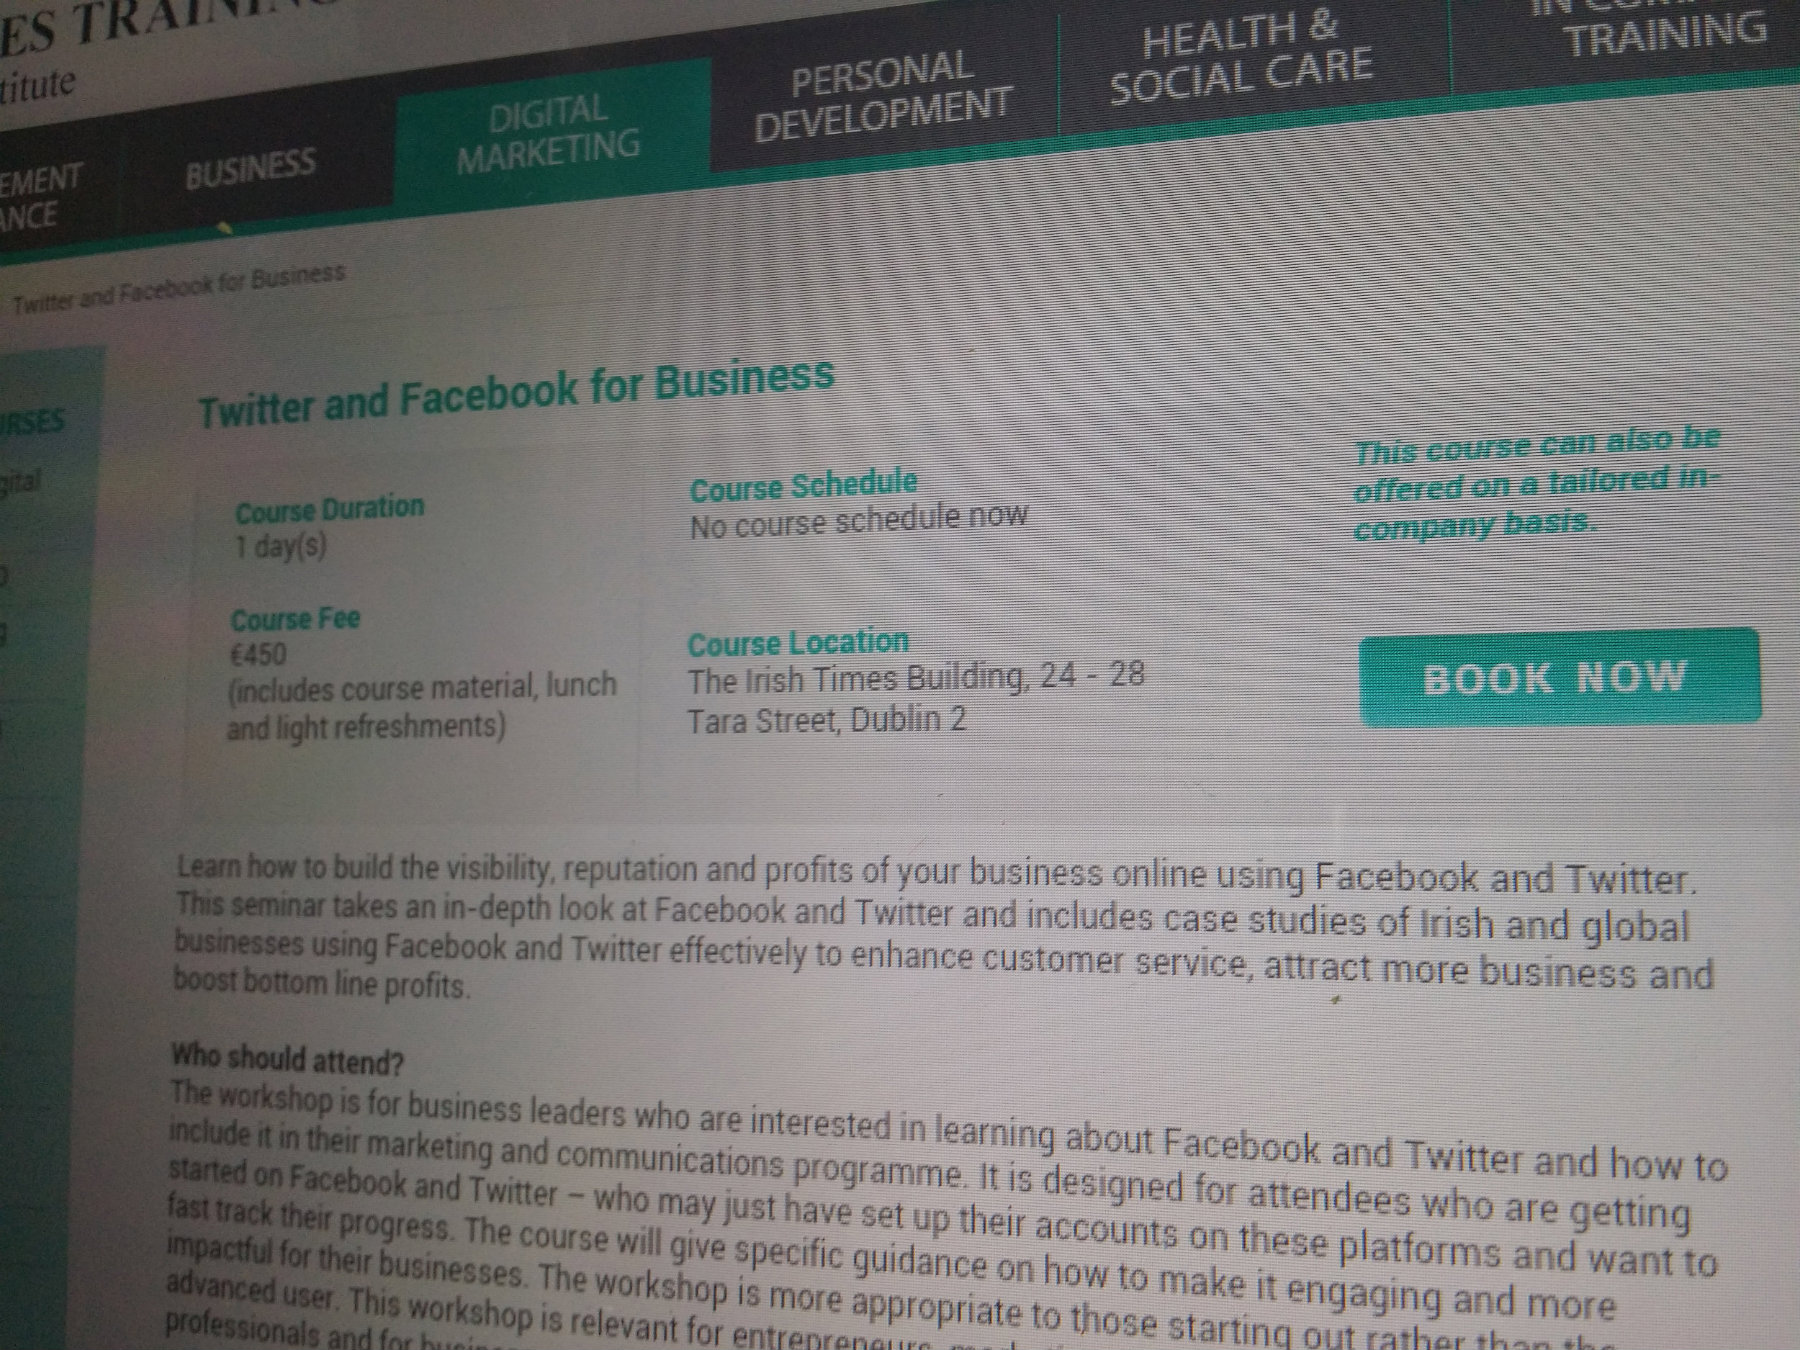 ES TRAINING
titute
EMENT
ANCE
BUSINESS
DIGITAL
MARKETING
PERSONAL
DEVELOPMENT
HEALTH &
SOCIAL CARE
TRAINING
Twitter and Facebook for Business
URSES
gital
Twitter and Facebook for Business
Course Duration
1 day(s)
Course Schedule
No course schedule now
This course can also be
offered on a tailored in-
company basis.
Course Fee
€450
(includes course material, lunch
and light refreshments)
Course Location
The Irish Times Building, 24 - 28
Tara Street, Dublin 2
BOOK NOW
Learn how to build the visibility, reputation and profits of your business online using Facebook and Twitter.
This seminar takes an in-depth look at Facebook and Twitter and includes case studies of Irish and global
businesses using Facebook and Twitter effectively to enhance customer service, attract more business and
boost bottom line profits.
Who should attend?
The workshop is for business leaders who are interested in learning about Facebook and Twitter and how to
include it in their marketing and communications programme. It is designed for attendees who are getting
started on Facebook and Twitter – who may just have set up their accounts on these platforms and want to
fast track their progress. The course will give specific guidance on how to make it engaging and more
impactful for their businesses. The workshop is more appropriate to those starting out rather than the
advanced user. This workshop is relevant for entrepreneurs,
professionals and for